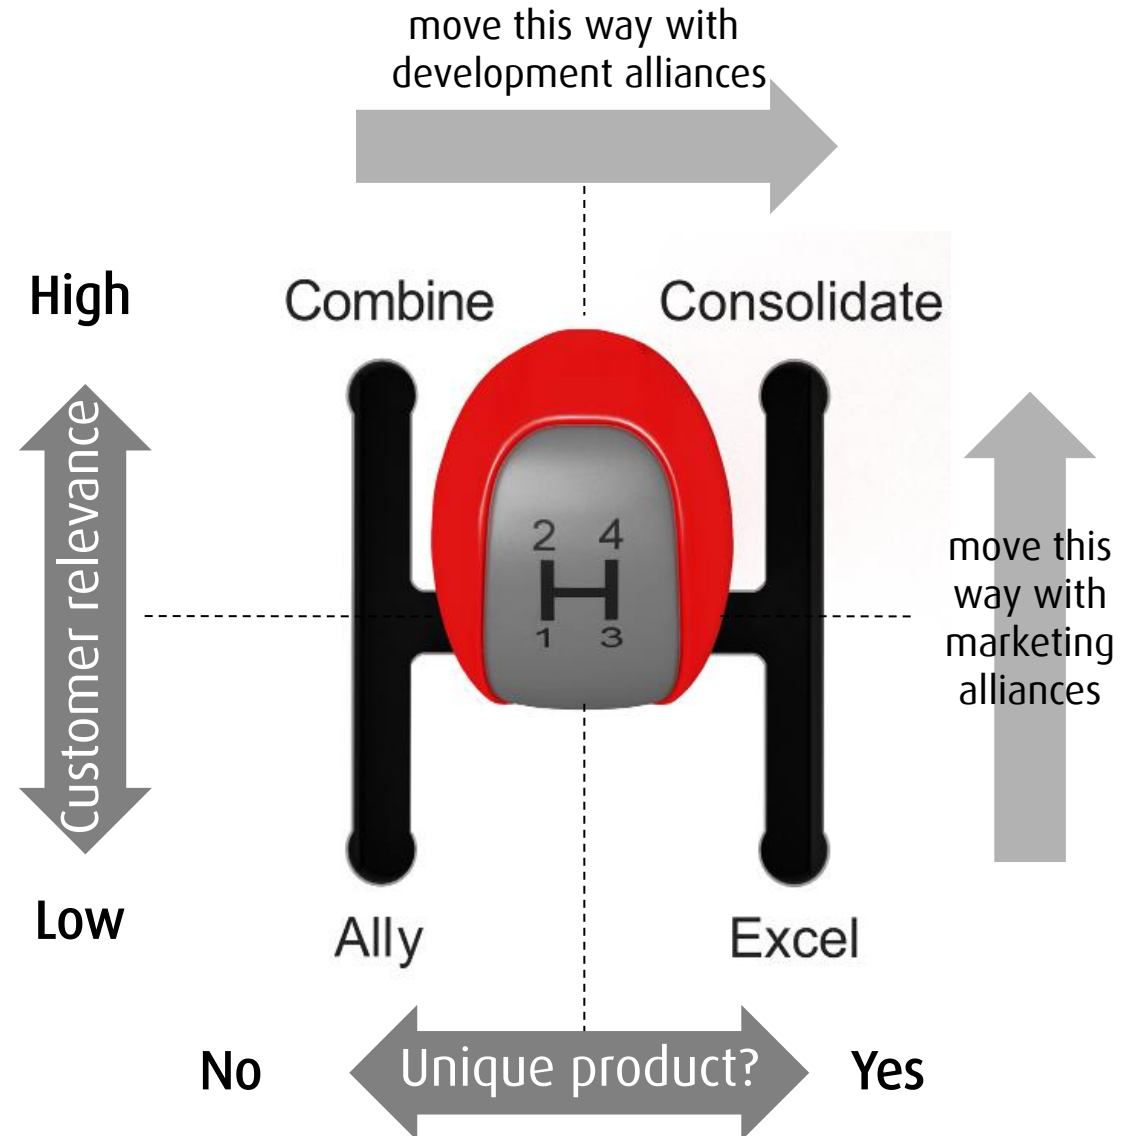 move this way with
development alliances
High
Combine
Consolidate
Customer relevance
2 4
1 3
move this
way with
marketing
alliances
Low
Ally
Excel
No
Unique product?
Yes